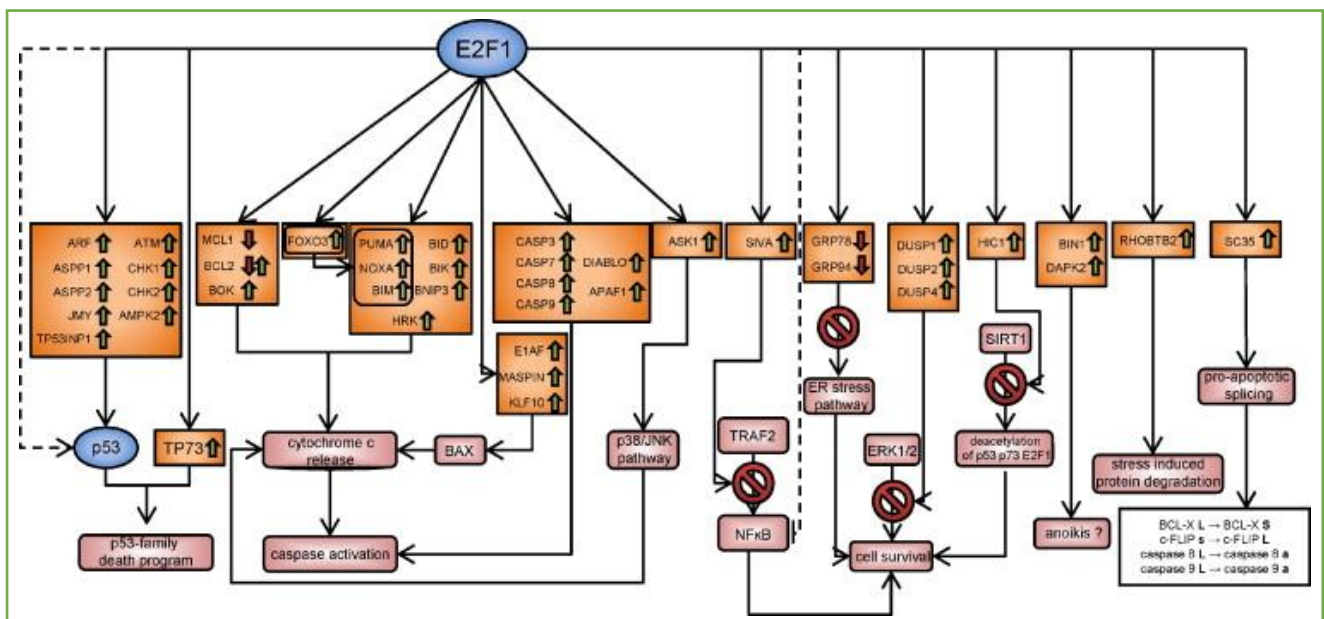 E2F1
ARF
ATM
ASPP1
CHK1
ASPP2
CHK2
JMY
AMPK2
TP53INP1
MCL1
BCL2
BOK
FOXO3
PUMA
BID
NOXA
BIK
BIM
BNIP3
HRK
CASP3
CASP7
DIABLO
CASP8
APAF1
CASP9
ASK1
SIVA
GRP78
GRP94
DUSP1
DUSP2
DUSP4
HIC1
BIN1
DAPK2
RHOBTB2
SC35
E1AF
MASPIN
KLF10
SIRT1
ER stress
pathway
pro-apoptotic
splicing
p53
TP73
cytochrome c
release
BAX
p38/JNK
pathway
TRAF2
ERK1/2
deacetylation
of p53 p73 E2F1
stress induced
protein degradation
p53-family
death program
caspase activation
NFκB
cell survival
anoikis ?
BCL-X L → BCL-X S
c-FLIP s → c-FLIP L
caspase 8 L → caspase 8 a
caspase 9 L → caspase 9 a